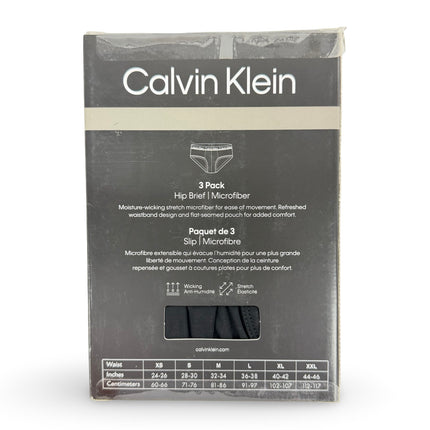 Calvin Klein
3 Pack
Hip Brief | Microfiber
Moisture-wicking stretch microfiber for ease of movement. Refreshed
waistband design and flat-seamed pouch for added comfort.
Paquet de 3
Slip | Microfibre
Microfibre extensible qui évacue l'humidité pour une plus grande
liberté de mouvement. Conception de la ceinture
repensée et gousset à coutures plates pour plus de confort.
Wicking Stretch
Anti-Humidité Élasticité
calvinklein.com
Waist XS S M L XL XXL
Inches 24-26 28-30 32-34 36-38 40-42 44-46
Centimeters 60-66 71-76 81-86 91-97 102-107 112-117